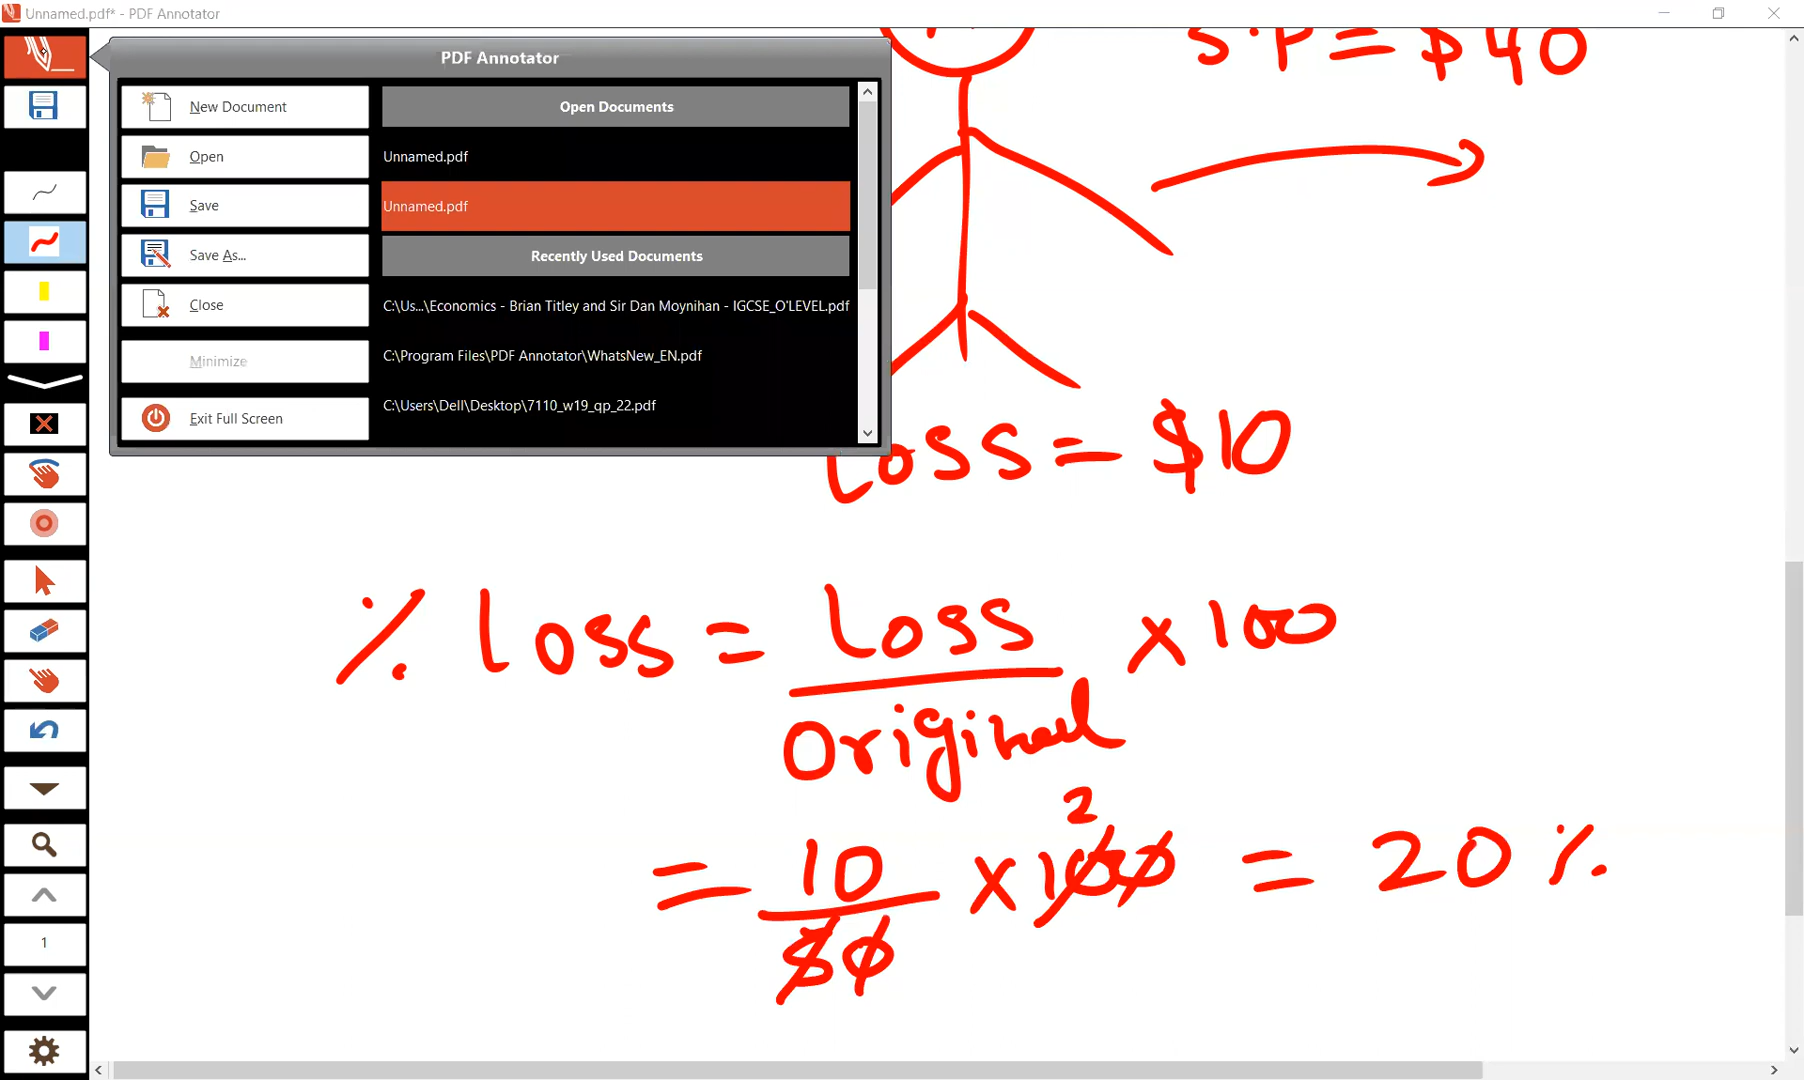 Unnamed.pdf* - PDF Annotator
PDF Annotator
New Document
Open
Save
Save As...
Close
Minimize
Exit Full Screen
Open Documents
Unnamed.pdf
Unnamed.pdf
Recently Used Documents
C:\Us...\Economics - Brian Titley and Sir Dan Moynihan - IGCSE_O'LEVEL.pdf
C:\Program Files\PDF Annotator\WhatsNew_EN.pdf
C:\Users\Dell\Desktop\7110_w19_qp_22.pdf
S.P = $40
Loss = $10
% Loss = Loss × 100
Original
2
= 10 × 100 = 20 %
50
1